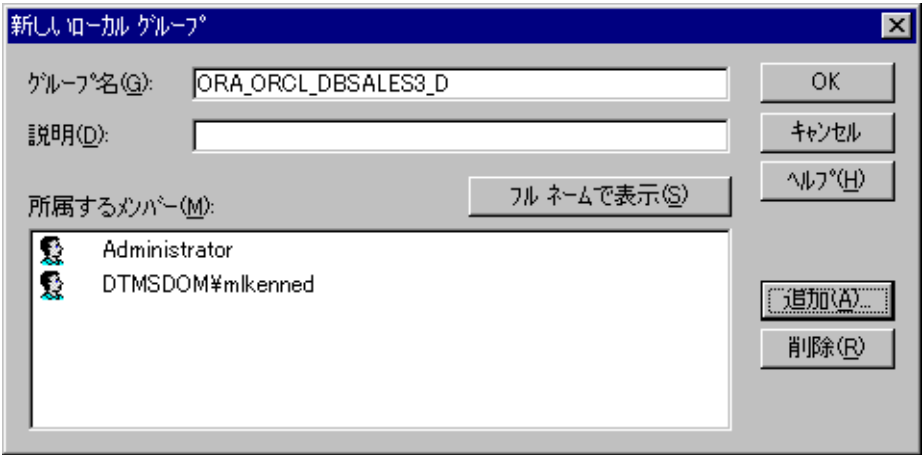 新しいローカル グループ
グループ名(G):
ORA_ORCL_DBSALES3_D
OK
説明(D):
キャンセル
ヘルプ(H)
所属するメンバー(M):
フル ネームで表示(S)
Administrator
DTMSDOM¥mlkenned
追加(A)...
削除(R)